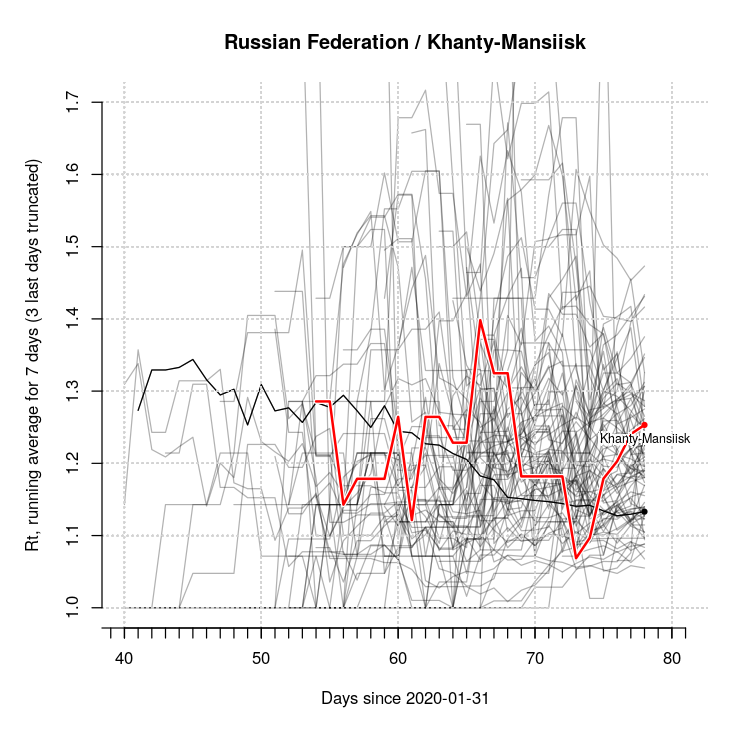 Russian Federation / Khanty-Mansiisk
Rt, running average for 7 days (3 last days truncated)
1.7
1.6
1.5
1.4
1.3
1.2
1.1
1.0
Khanty-Mansiisk
40 50 60 70 80
Days since 2020-01-31